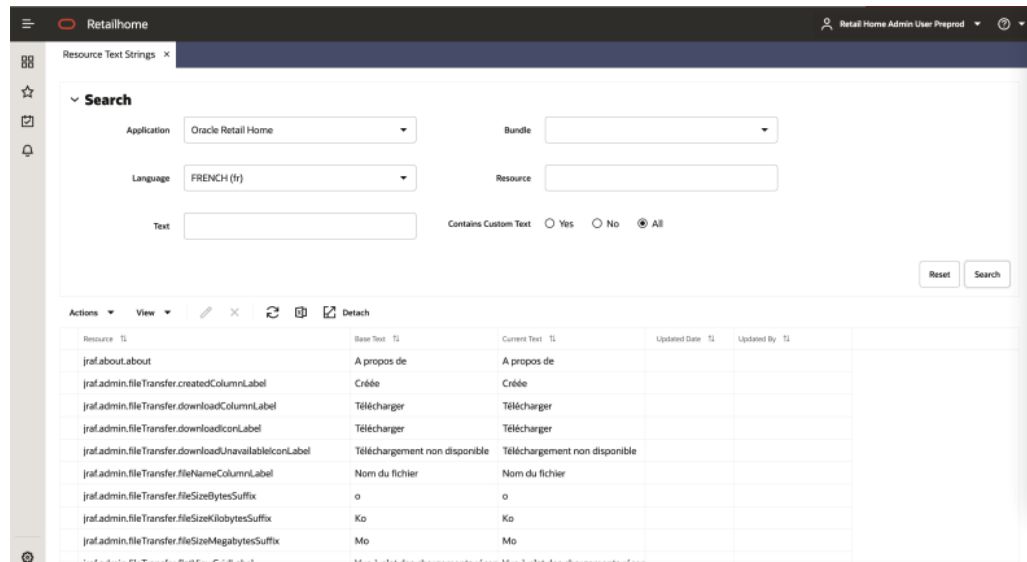 Retailhome
Retail Home Admin User Preprod
Resource Text Strings ×
Search
Application Oracle Retail Home Bundle
Language FRENCH (fr) Resource
Text Contains Custom Text Yes No All
Reset Search
Actions View Detach
Resource Base Text Current Text Updated Date Updated By
jraf.about.about A propos de A propos de
jraf.admin.fileTransfer.createdColumnLabel Créée Créée
jraf.admin.fileTransfer.downloadColumnLabel Télécharger Télécharger
jraf.admin.fileTransfer.downloadIconLabel Télécharger Télécharger
jraf.admin.fileTransfer.downloadUnavailableIconLabel Téléchargement non disponible Téléchargement non disponible
jraf.admin.fileTransfer.fileNameColumnLabel Nom du fichier Nom du fichier
jraf.admin.fileTransfer.fileSizeBytesSuffix o o
jraf.admin.fileTransfer.fileSizeKilobytesSuffix Ko Ko
jraf.admin.fileTransfer.fileSizeMegabytesSuffix Mo Mo